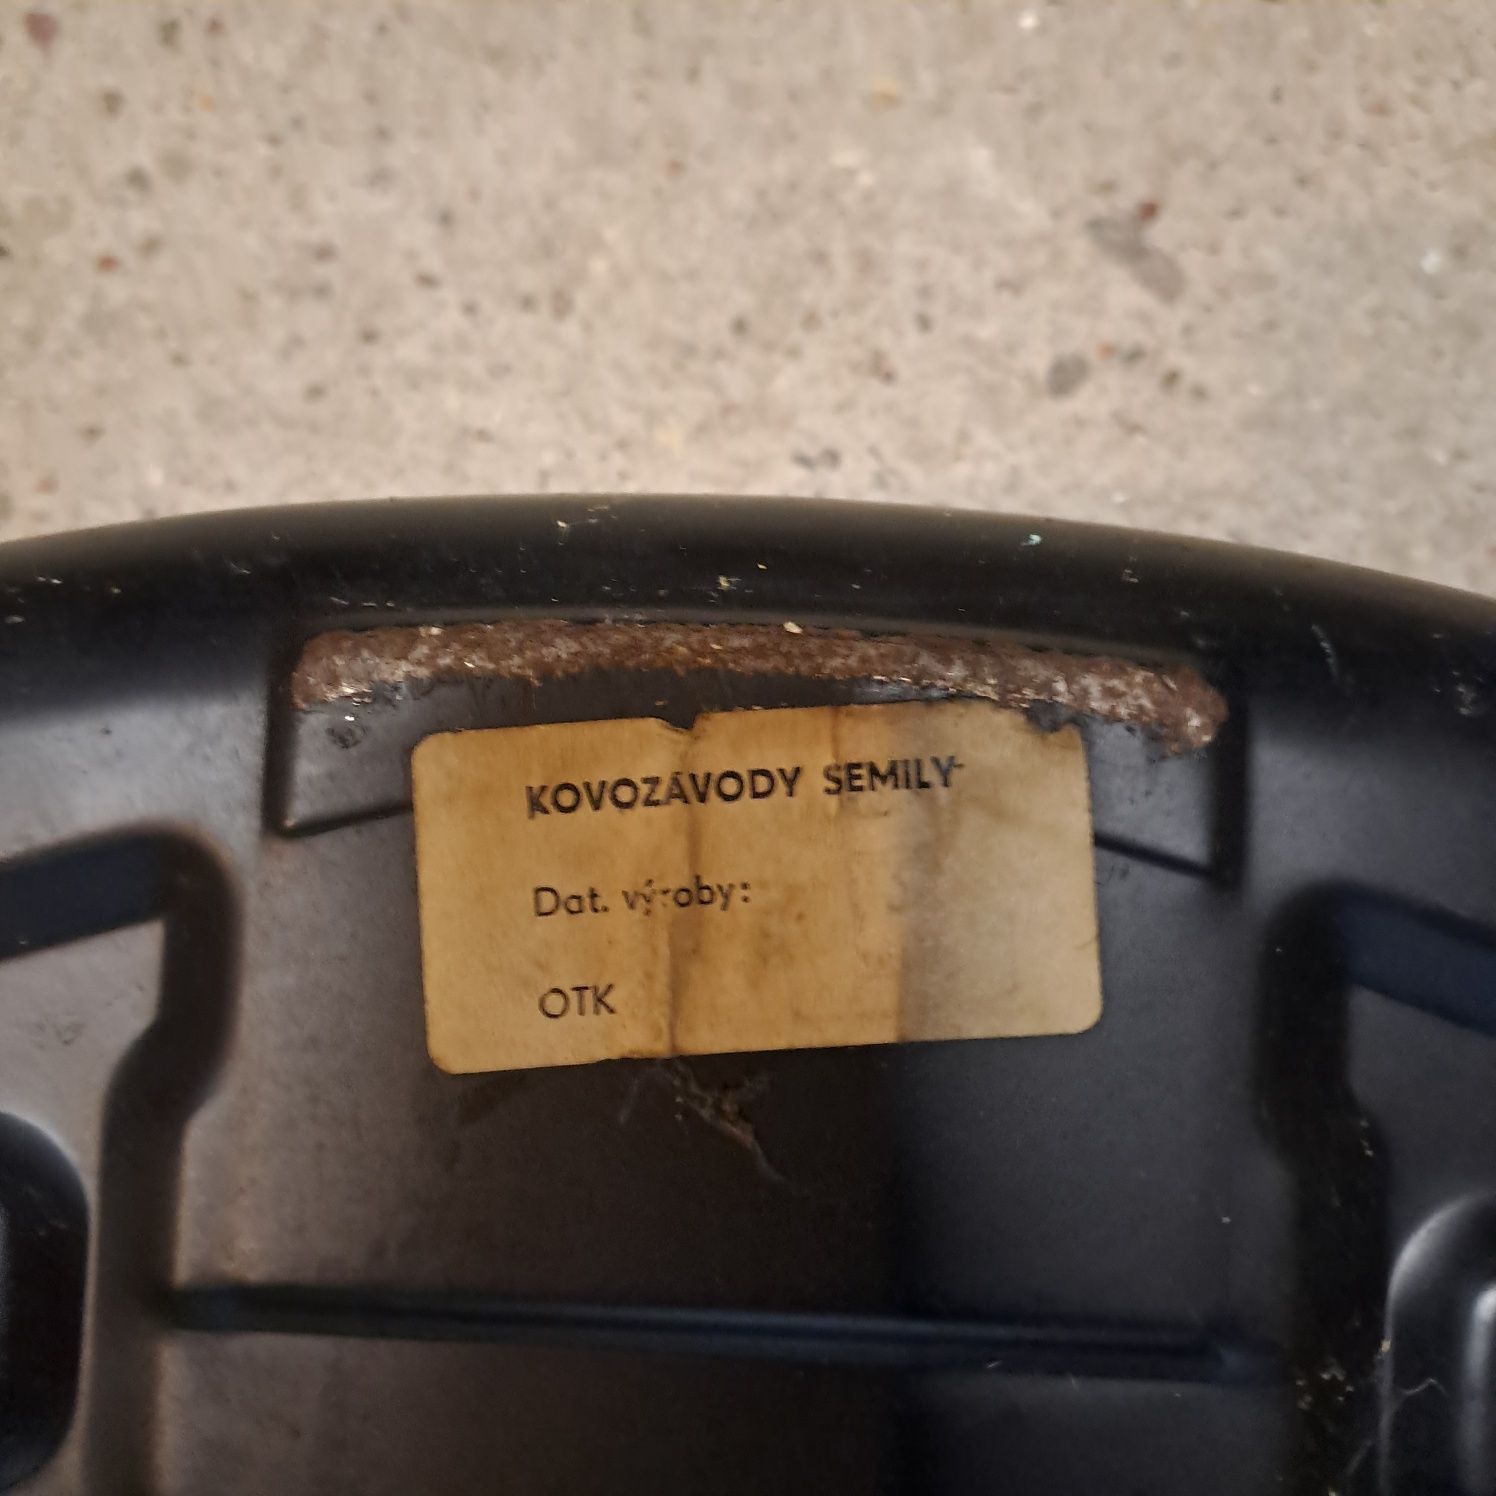 KOVOZÁVODY SEMILY
Dat. výroby:
OTK